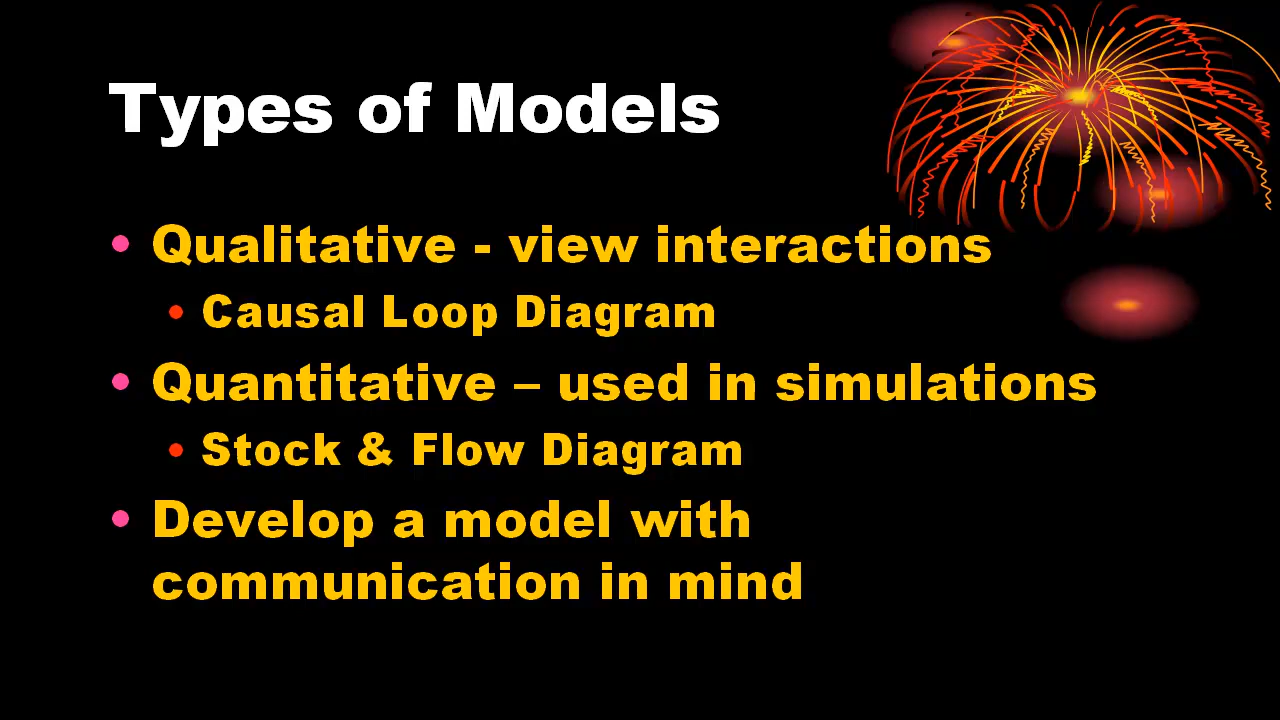 Types of Models
• Qualitative - view interactions
• Causal Loop Diagram
• Quantitative – used in simulations
• Stock & Flow Diagram
• Develop a model with
communication in mind